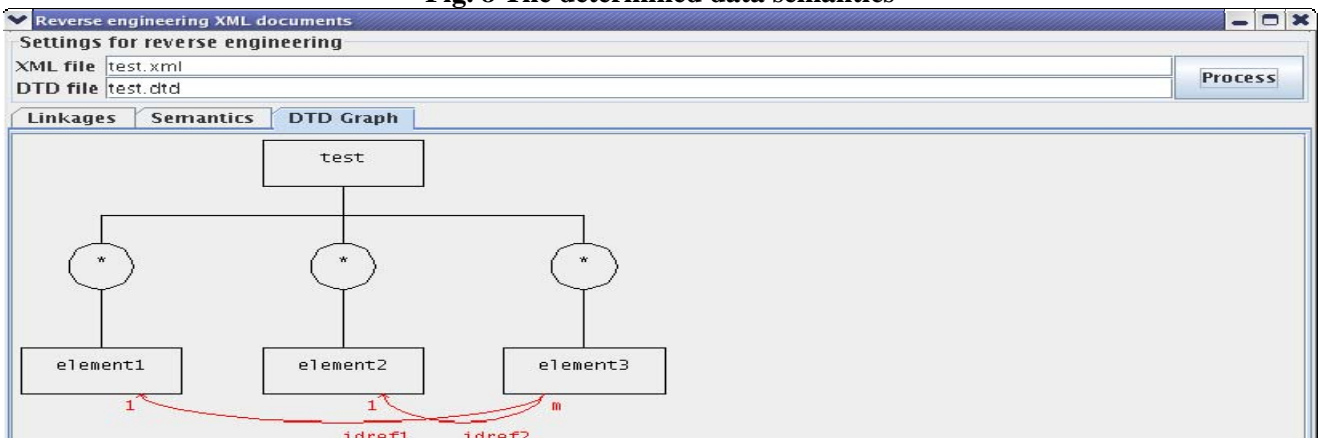 Fig. 8 The determined data semantics
Reverse engineering XML documents
Settings for reverse engineering
XML file test.xml
DTD file test.dtd
Process
Linkages Semantics DTD Graph
test
* * *
element1 element2 element3
1 1 m
idref1 idref2